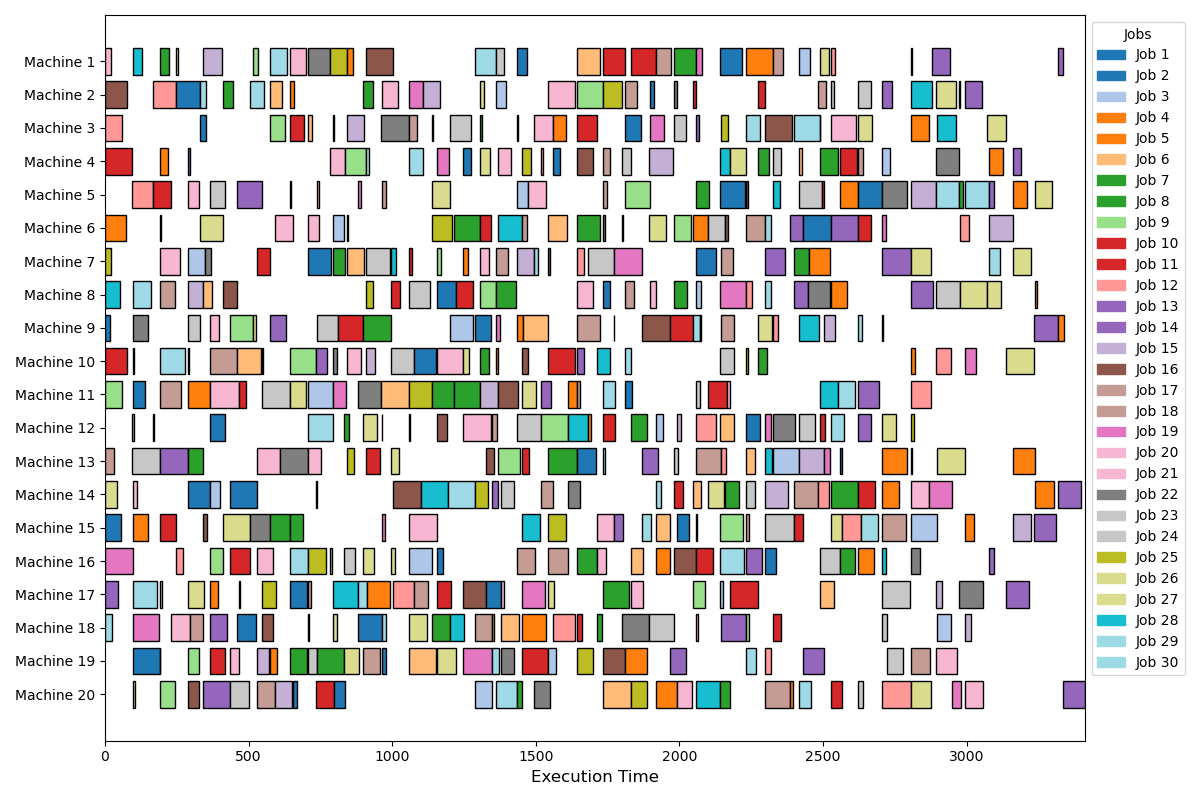 Machine 1
Machine 2
Machine 3
Machine 4
Machine 5
Machine 6
Machine 7
Machine 8
Machine 9
Machine 10
Machine 11
Machine 12
Machine 13
Machine 14
Machine 15
Machine 16
Machine 17
Machine 18
Machine 19
Machine 20
0 500 1000 1500 2000 2500 3000
Execution Time
Jobs
Job 1
Job 2
Job 3
Job 4
Job 5
Job 6
Job 7
Job 8
Job 9
Job 10
Job 11
Job 12
Job 13
Job 14
Job 15
Job 16
Job 17
Job 18
Job 19
Job 20
Job 21
Job 22
Job 23
Job 24
Job 25
Job 26
Job 27
Job 28
Job 29
Job 30